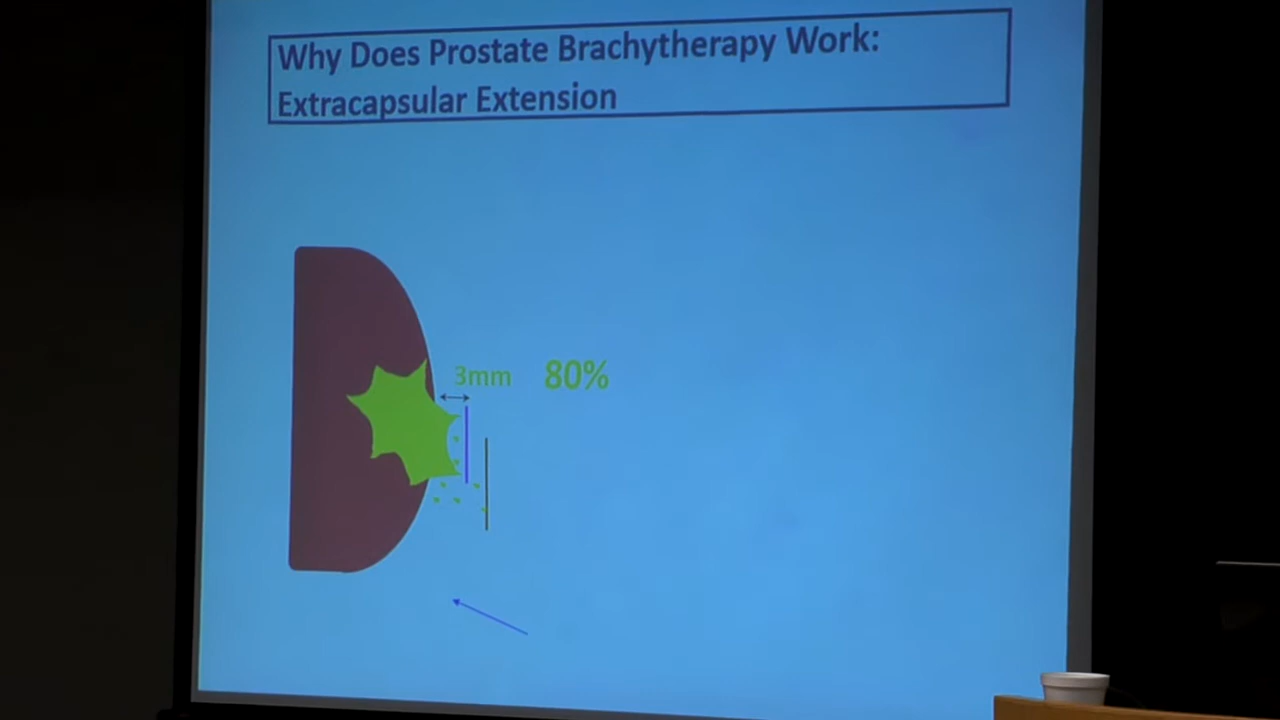 Why Does Prostate Brachytherapy Work:
Extracapsular Extension
3mm 80%